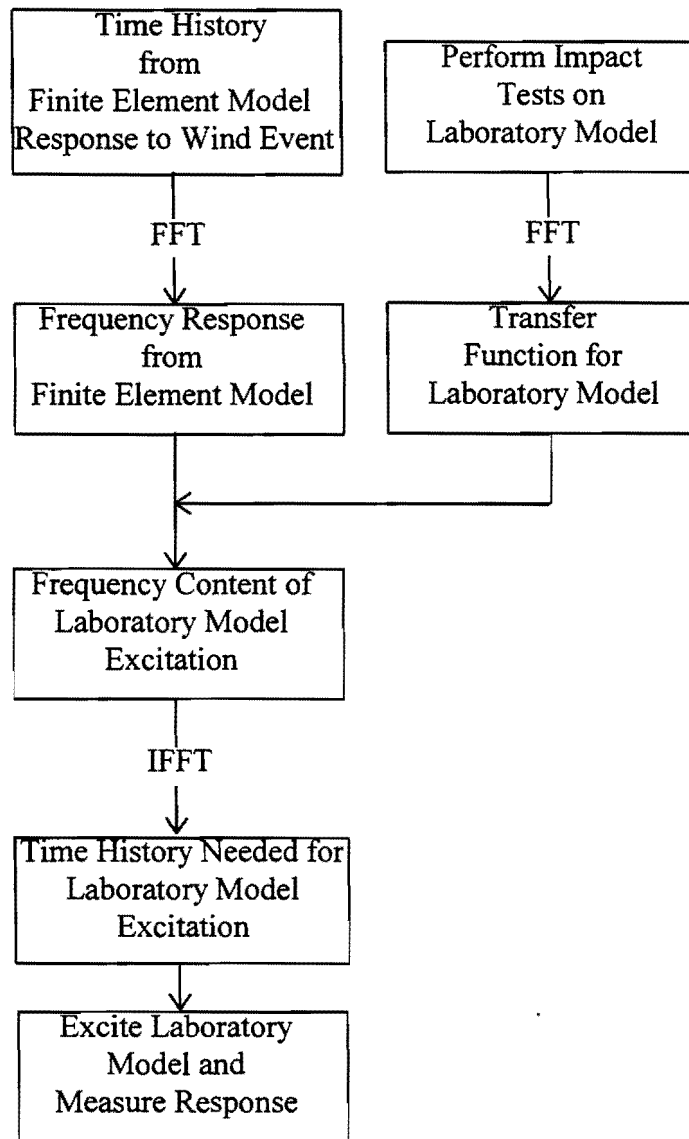 Time History
from
Finite Element Model
Response to Wind Event
Perform Impact
Tests on
Laboratory Model
FFT
FFT
Frequency Response
from
Finite Element Model
Transfer
Function for
Laboratory Model
Frequency Content of
Laboratory Model
Excitation
IFFT
Time History Needed for
Laboratory Model
Excitation
Excite Laboratory
Model and
Measure Response